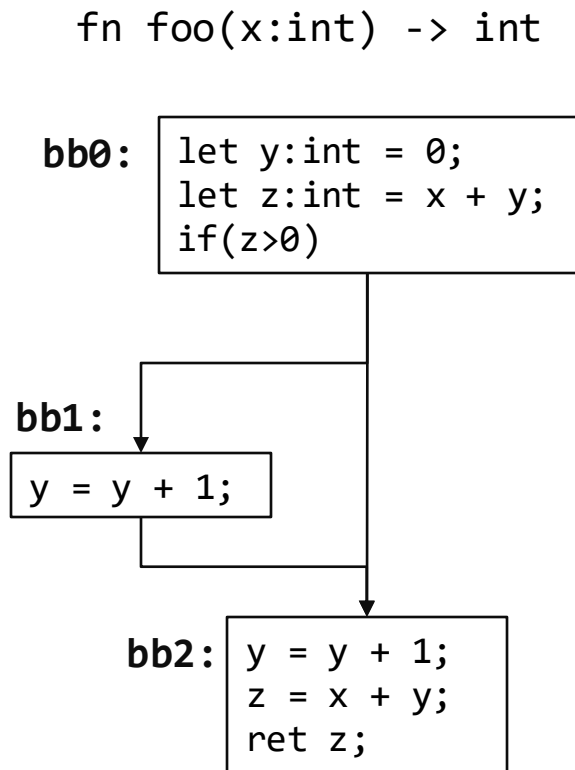 fn foo(x:int) -> int
bb0:
let y:int = 0;
let z:int = x + y;
if(z>0)
bb1:
y = y + 1;
bb2:
y = y + 1;
z = x + y;
ret z;